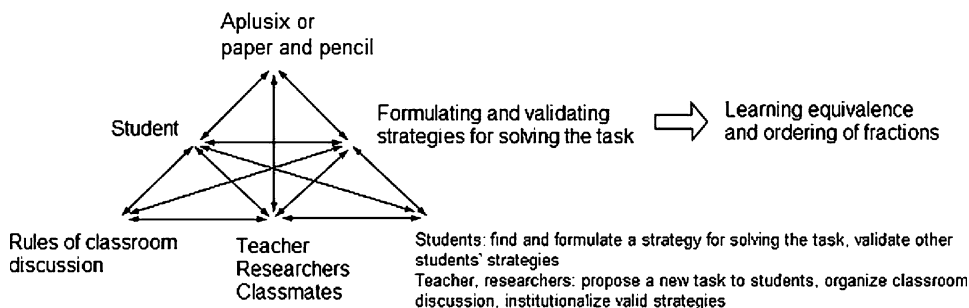 Aplusix or
paper and pencil
Student
Formulating and validating
strategies for solving the task
Learning equivalence
and ordering of fractions
Rules of classroom
discussion
Teacher
Researchers
Classmates
Students: find and formulate a strategy for solving the task, validate other
students' strategies
Teacher, researchers: propose a new task to students, organize classroom
discussion, institutionalize valid strategies